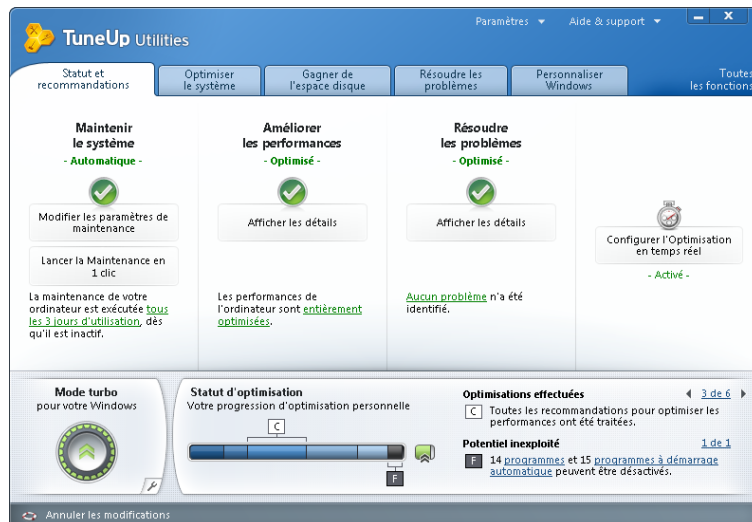 Paramètres
Aide & support
TuneUp Utilities
Statut et
recommandations
Optimiser
le système
Gagner de
l'espace disque
Résoudre les
problèmes
Personnaliser
Windows
Toutes
les fonctions
Maintenir
le système
- Automatique -
Modifier les paramètres de
maintenance
Lancer la Maintenance en
1 clic
La maintenance de votre
ordinateur est exécutée tous
les 3 jours d'utilisation, dès
qu'il est inactif.
Améliorer
les performances
- Optimisé -
Afficher les détails
Les performances de
l'ordinateur sont entièrement
optimisées.
Résoudre
les problèmes
- Optimisé -
Afficher les détails
Aucun problème n'a été
identifié.
Configurer l'Optimisation
en temps réel
- Activé -
Mode turbo
pour votre Windows
Statut d'optimisation
Votre progression d'optimisation personnelle
C
F
Optimisations effectuées
3 de 6
C Toutes les recommandations pour optimiser les
performances ont été traitées.
Potentiel inexploité
1 de 1
F 14 programmes et 15 programmes à démarrage
automatique peuvent être désactivés.
Annuler les modifications